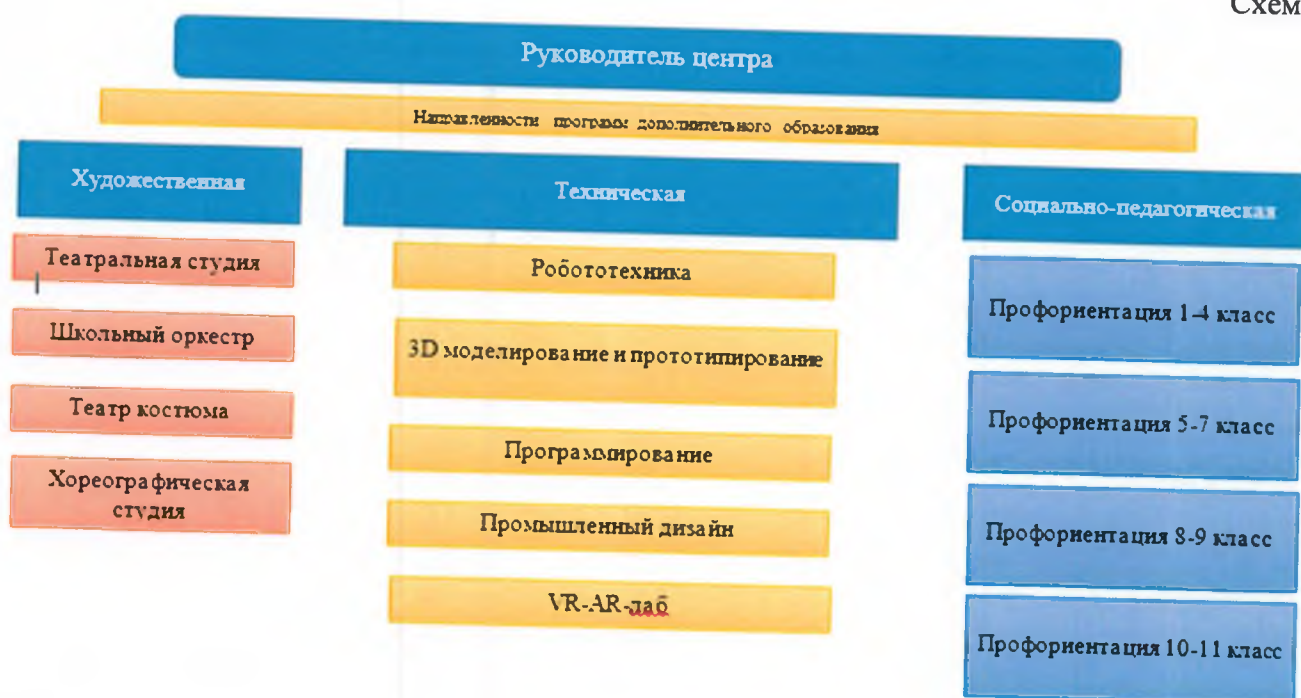 Схем
Руководитель центра
Направленности программ дополнительного образования
Художественная
Театральная студия
Школьный оркестр
Театр костюма
Хореографическая
студия
Техническая
Робототехника
3D моделирование и прототипирование
Программирование
Промышленный дизайн
VR-AR-лаб
Социально-педагогическая
Профориентация 1-4 класс
Профориентация 5-7 класс
Профориентация 8-9 класс
Профориентация 10-11 класс